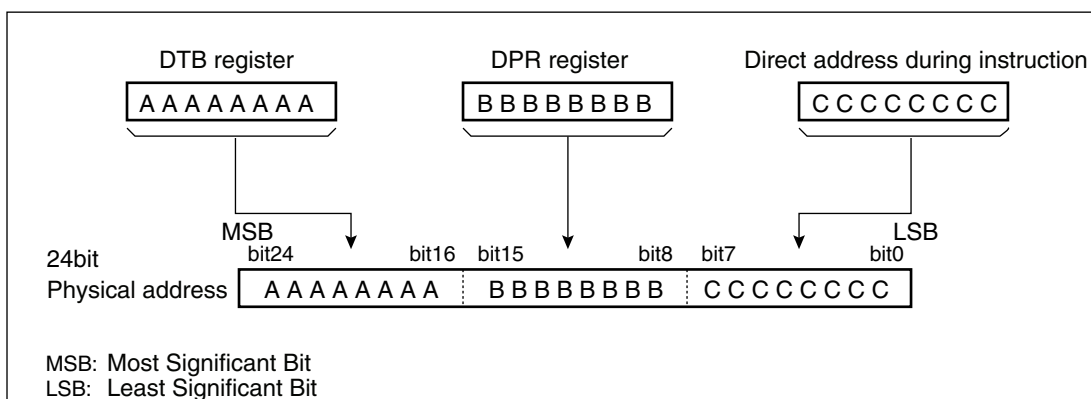 DTB register DPR register Direct address during instruction
A A A A A A A A B B B B B B B B C C C C C C C C
MSB LSB
24bit bit24 bit16 bit15 bit8 bit7 bit0
Physical address A A A A A A A A B B B B B B B B C C C C C C C C
MSB: Most Significant Bit
LSB: Least Significant Bit